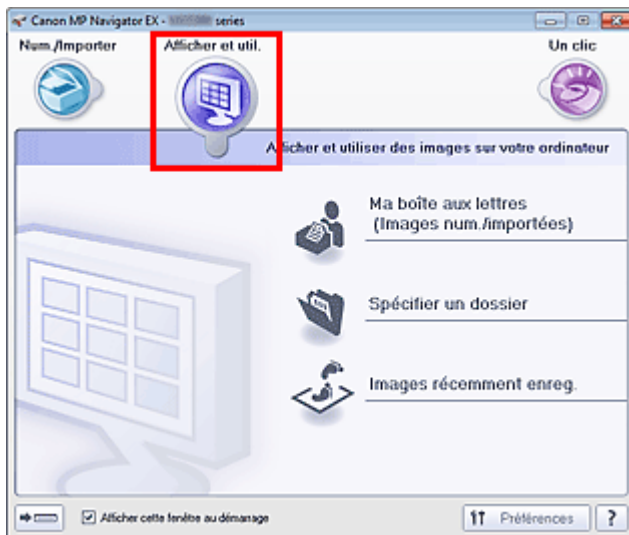 Canon MP Navigator EX - series
Num./Importer
Afficher et util.
Un clic
Afficher et utiliser des images sur votre ordinateur
Ma boîte aux lettres
(Images num./importées)
Spécifier un dossier
Images récemment enreg.
Afficher cette fenêtre au démarrage
Préférences
?